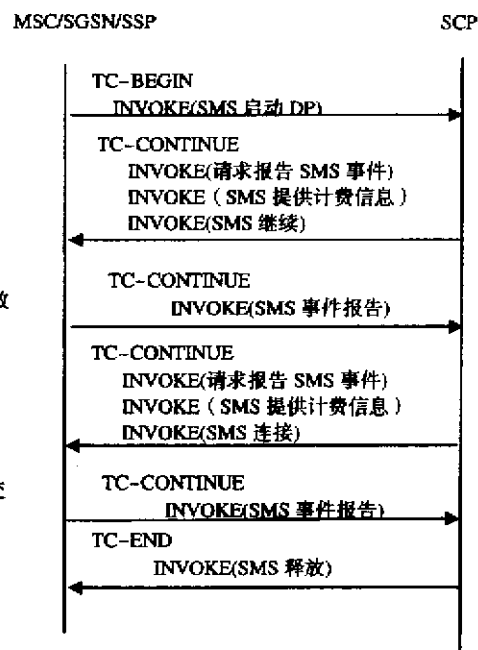 MSC/SGSN/SSP SCP
TC-BEGIN
INVOKE(SMS 启动 DP)
TC-CONTINUE
INVOKE(请求报告 SMS 事件)
INVOKE（SMS 提供计费信息）
INVOKE(SMS 继续)
TC-CONTINUE
INVOKE(SMS 事件报告)
TC-CONTINUE
INVOKE(请求报告 SMS 事件)
INVOKE（SMS 提供计费信息）
INVOKE(SMS 连接)
TC-CONTINUE
INVOKE(SMS 事件报告)
TC-END
INVOKE(SMS 释放)